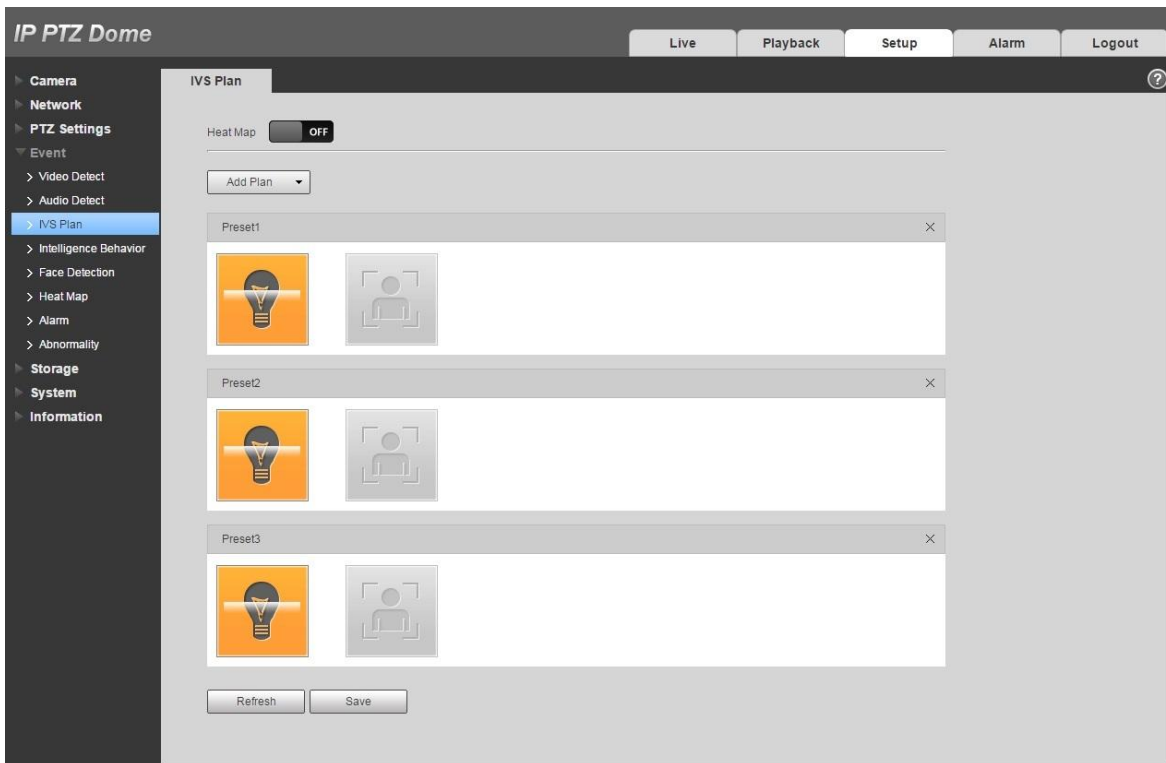 IP PTZ Dome
Live
Playback
Setup
Alarm
Logout
Camera
Network
PTZ Settings
Event
Video Detect
Audio Detect
IVS Plan
Intelligence Behavior
Face Detection
Heat Map
Alarm
Abnormality
Storage
System
Information
IVS Plan
?
Heat Map OFF
Add Plan
Preset1
Preset2
Preset3
Refresh
Save